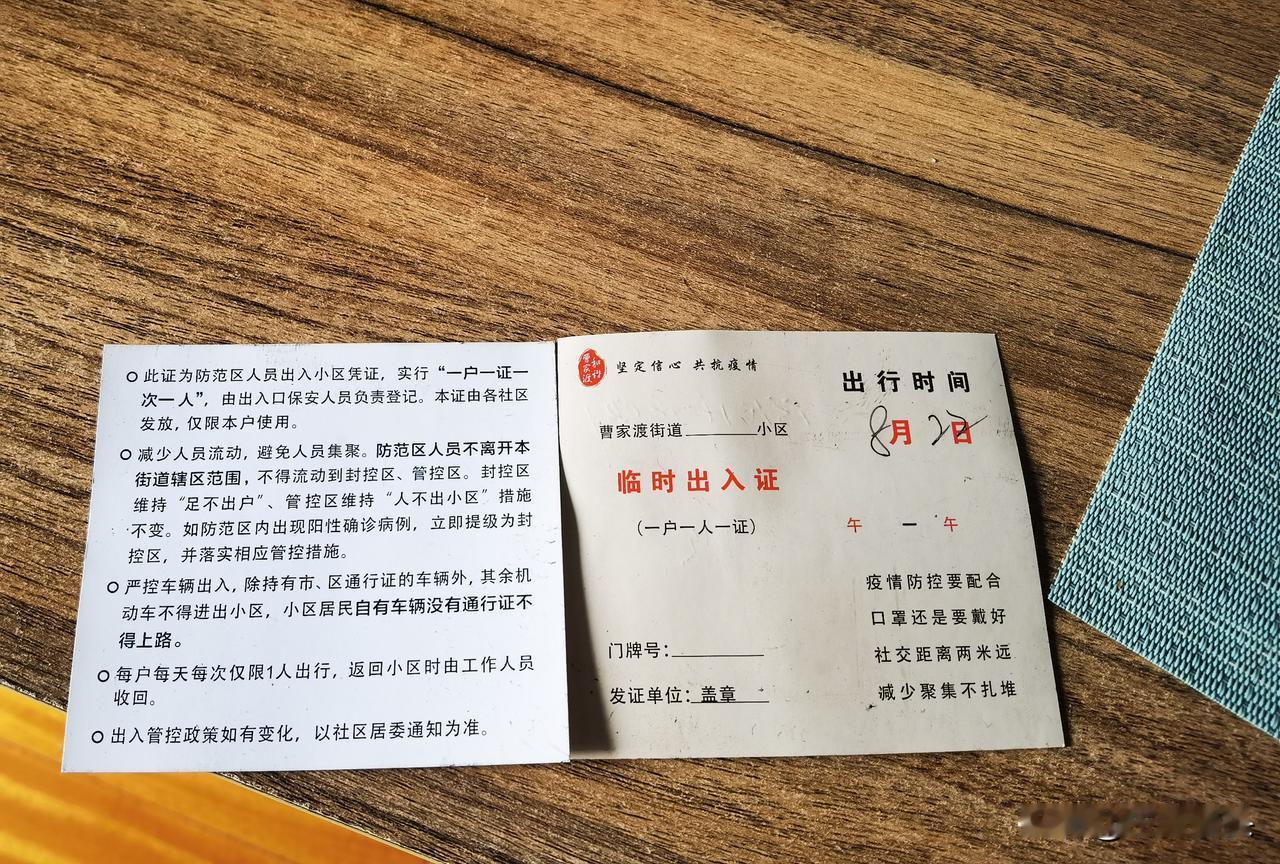 ○ 此证为防范区人员出入小区凭证，实行“一户一证一
次一人”，由出入口保安人员负责登记。本证由各社区
发放，仅限本户使用。
○ 减少人员流动，避免人员集聚。防范区人员不离开本
街道辖区范围，不得流动到封控区、管控区。封控区
维持“足不出户”、管控区维持“人不出小区”措施
不变。如防范区内出现阳性确诊病例，立即提级为封
控区，并落实相应管控措施。
○ 严控车辆出入，除持有市、区通行证的车辆外，其余机
动车不得进出小区，小区居民自有车辆没有通行证不
得上路。
○ 每户每天每次仅限1人出行，返回小区时由工作人员
收回。
○ 出入管控政策如有变化，以社区居委通知为准。
坚定信心 共抗疫情
曹家渡街道________小区
临时出入证
（一户一人一证）
门牌号：__________
发证单位：盖章
出行时间
8月22日
午 — 午
疫情防控要配合
口罩还是要戴好
社交距离两米远
减少聚集不扎堆
曹家渡